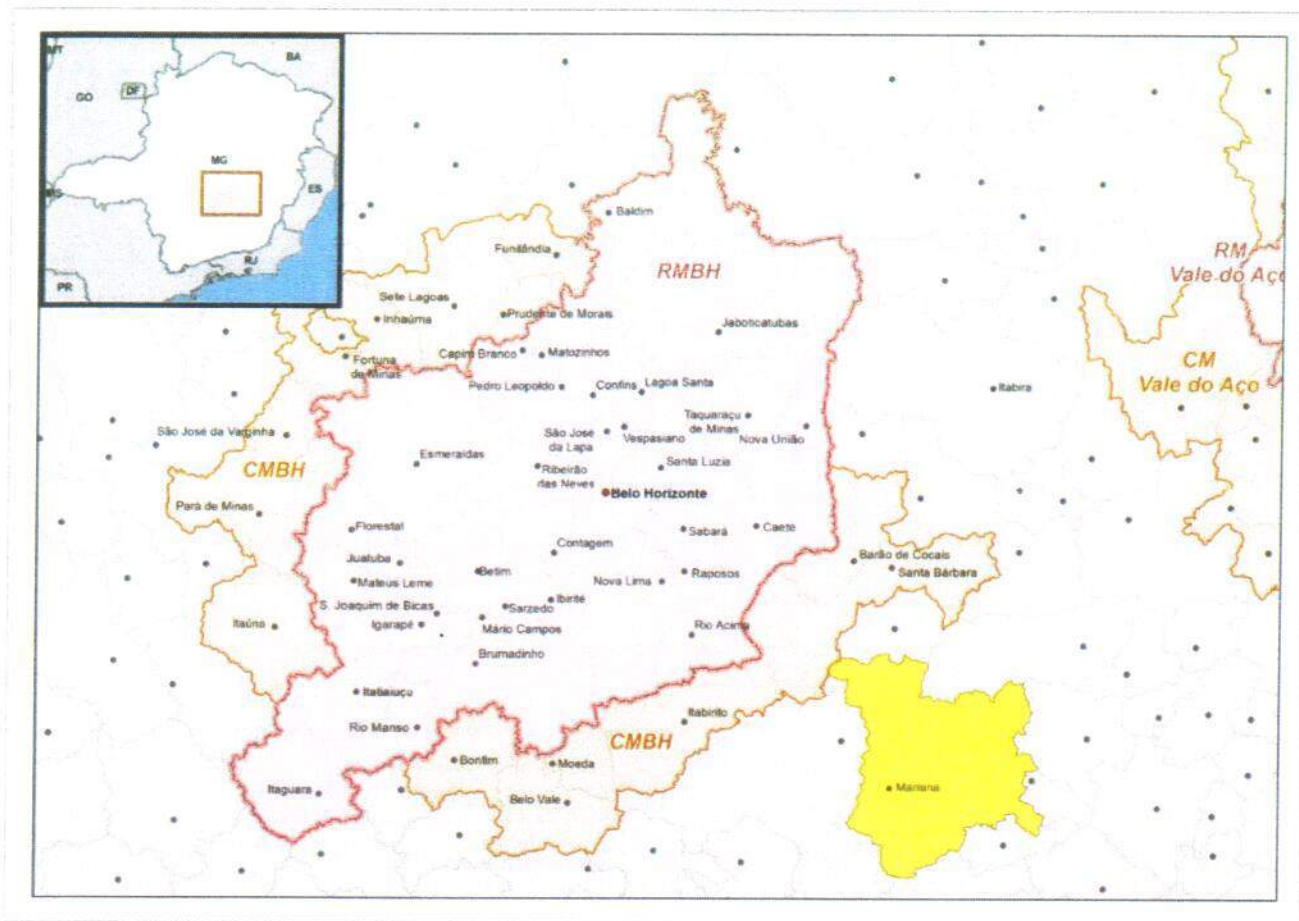 MT
BA
GO
DF
MG
MS
ES
RJ
PR
Baldim
Funilândia
RMBH
RM
Vale do Aço
Sete Lagoas
Inhaúma
Prudente de Morais
Jaboticatubas
Capim Branco
Matozinhos
Fortuna
de Minas
CM
Vale do Aço
Pedro Leopoldo
Confins
Lagoa Santa
Itabira
Taquaraçu
de Minas
São José da Varginha
São José
da Lapa
Vespasiano
Nova União
CMBH
Esmeraldas
Ribeirão
das Neves
Santa Luzia
Belo Horizonte
Pará de Minas
Florestal
Sabará
Caeté
Contagem
Juatuba
Betim
Barão de Cocais
Santa Bárbara
Mateus Leme
Nova Lima
Raposos
S. Joaquim de Bicas
Sarzedo
Ibirité
Igarapé
Mário Campos
Itaúna
Rio Acima
Brumadinho
Itatiaiuçu
Rio Manso
Itabirito
CMBH
Bonfim
Moeda
Itaguara
Belo Vale
Mariana